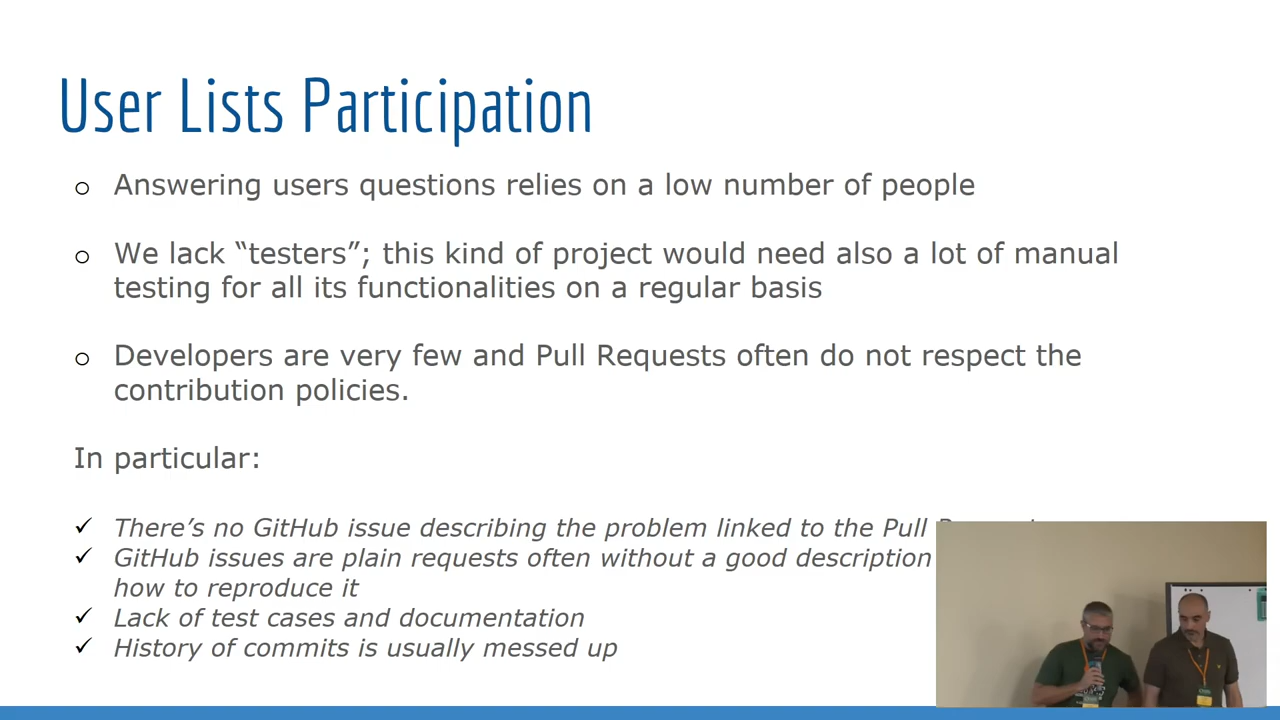 User Lists Participation
Answering users questions relies on a low number of people
We lack “testers”; this kind of project would need also a lot of manual
testing for all its functionalities on a regular basis
Developers are very few and Pull Requests often do not respect the
contribution policies.
In particular:
There’s no GitHub issue describing the problem linked to the Pull
GitHub issues are plain requests often without a good description
how to reproduce it
Lack of test cases and documentation
History of commits is usually messed up